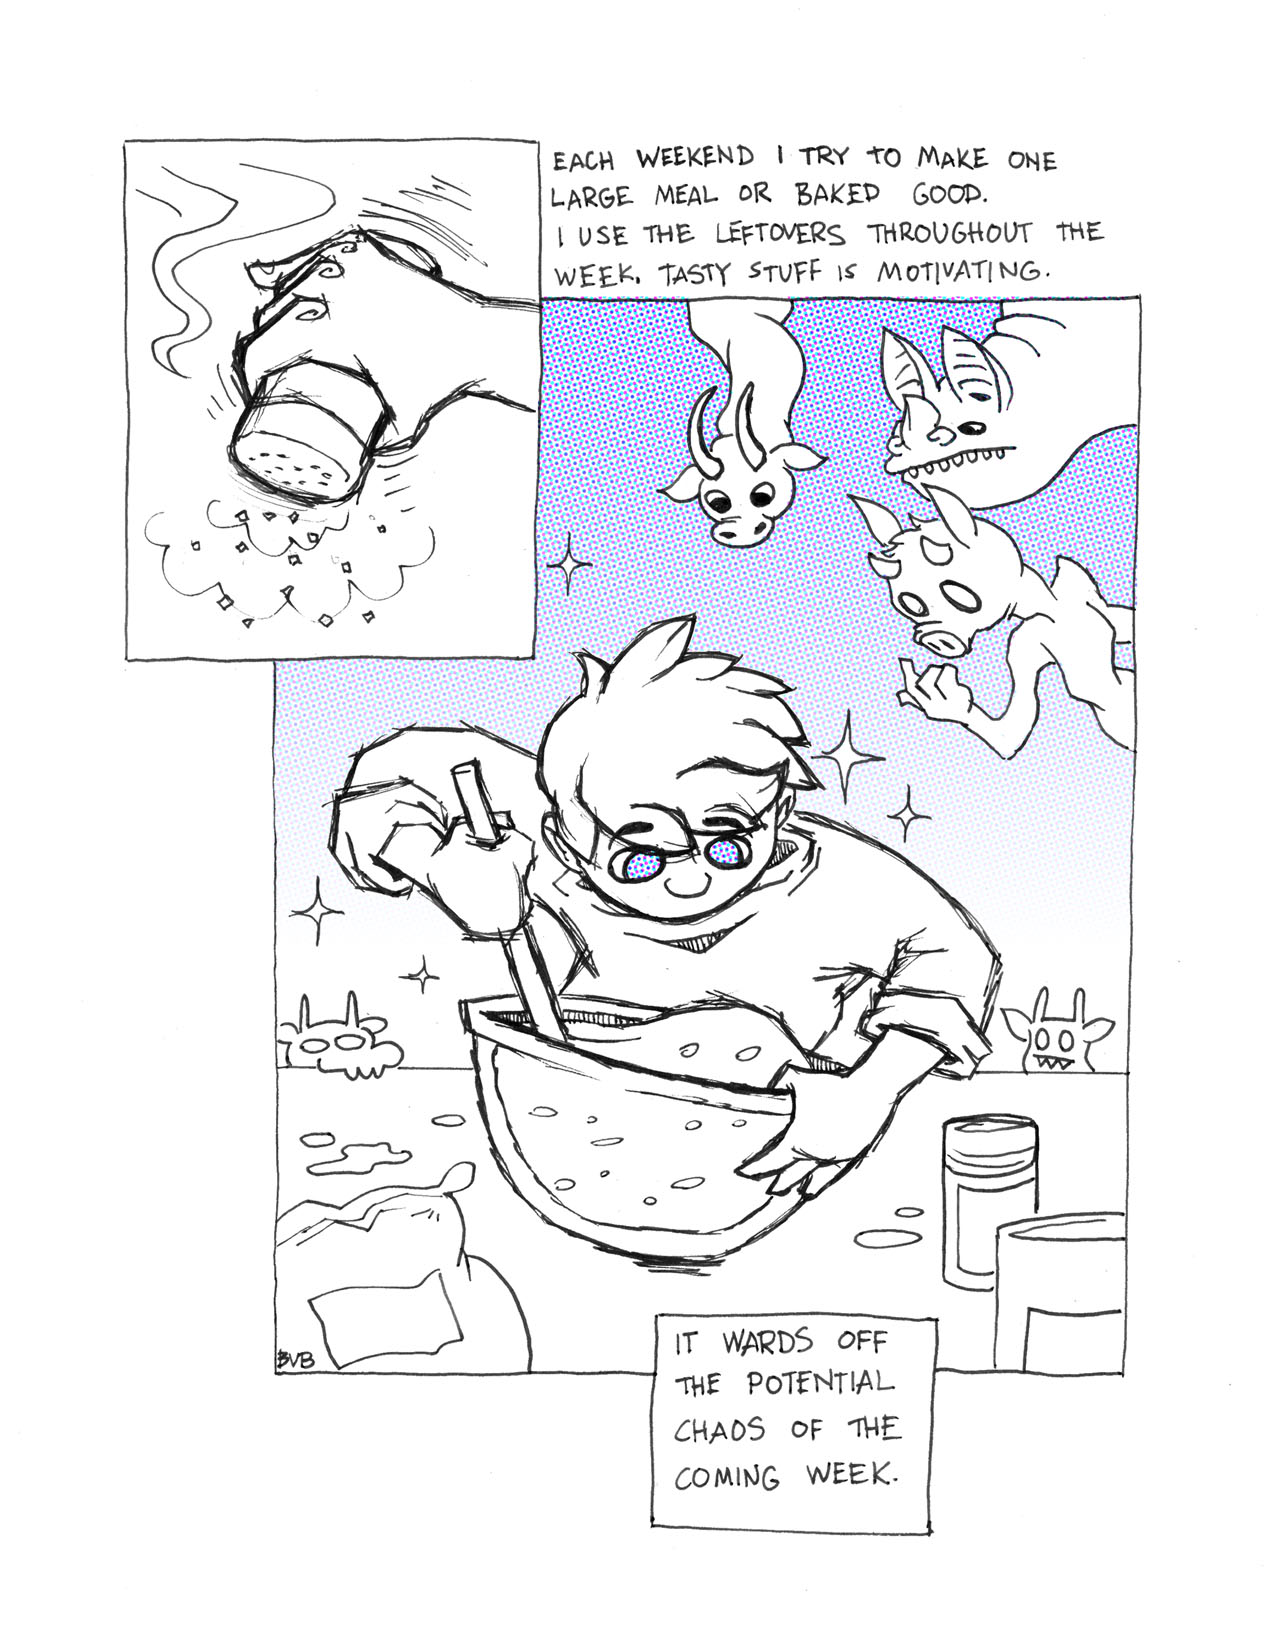 EACH WEEKEND I TRY TO MAKE ONE
LARGE MEAL OR BAKED GOOD.
I USE THE LEFTOVERS THROUGHOUT THE
WEEK. TASTY STUFF IS MOTIVATING.
BVB
IT WARDS OFF
THE POTENTIAL
CHAOS OF THE
COMING WEEK.